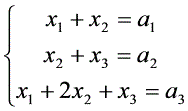 x₁ + x₂ = a₁
x₂ + x₃ = a₂
x₁ + 2x₂ + x₃ = a₃